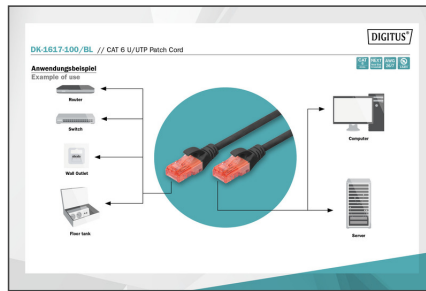 DIGITUS®
DK-1617-100/BL // CAT 6 U/UTP Patch Cord
Anwendungsbeispiel
Example of use
Router
Switch
Wall Outlet
Floor tank
Computer
Server